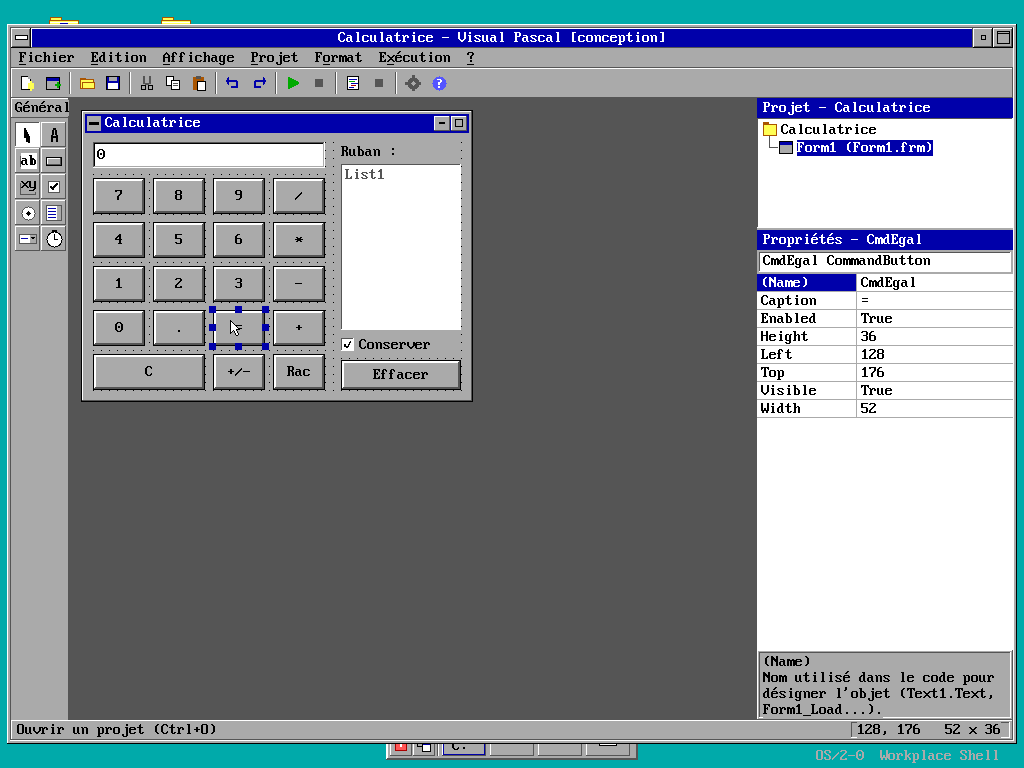 Calculatrice - Visual Pascal [conception]
Fichier Edition Affichage Projet Format Exécution ?
Général
A
ab
xy
Calculatrice
0
Ruban :
List1
7 8 9 /
4 5 6 *
1 2 3 -
0 . = +
C +/- Rac
Conserver
Effacer
Projet - Calculatrice
Calculatrice
Form1 (Form1.frm)
Propriétés - CmdEgal
CmdEgal CommandButton
(Name) CmdEgal
Caption =
Enabled True
Height 36
Left 128
Top 176
Visible True
Width 52
(Name)
Nom utilisé dans le code pour
désigner l'objet (Text1.Text,
Form1_Load...).
Ouvrir un projet (Ctrl+O)
128, 176 52 × 36
C:
OS/2-0 Workplace Shell